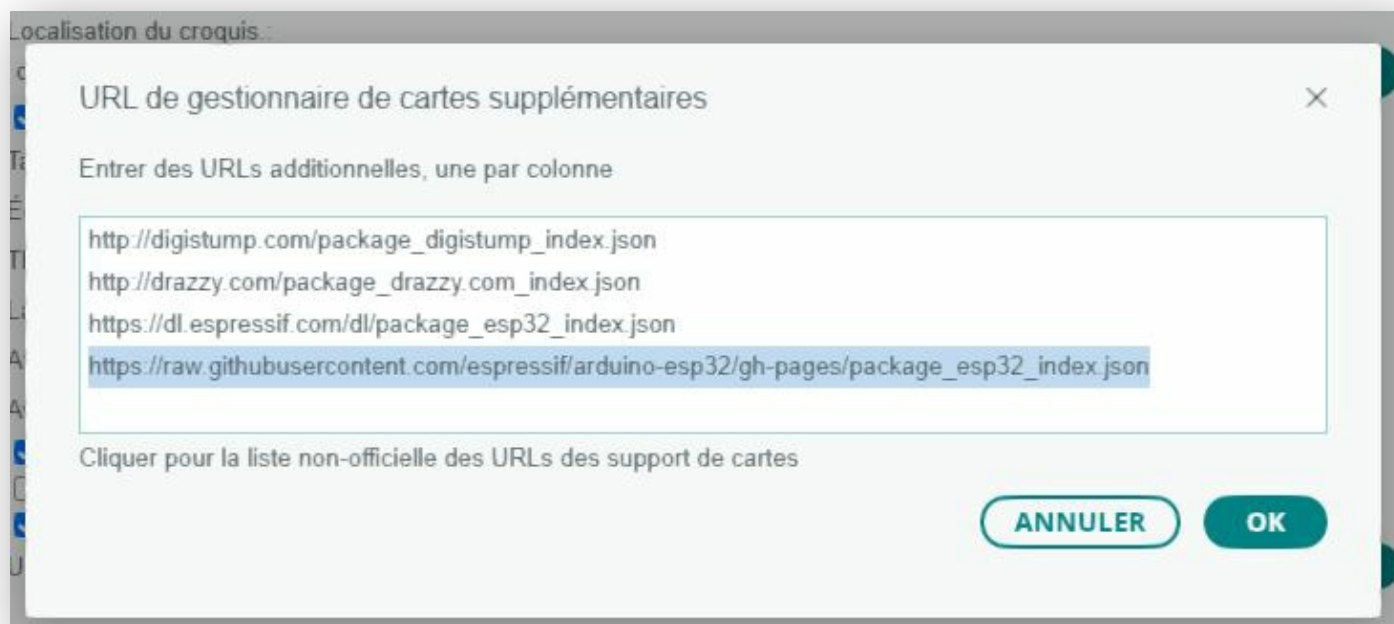 Localisation du croquis.:
URL de gestionnaire de cartes supplémentaires
Entrer des URLs additionnelles, une par colonne
http://digistump.com/package_digistump_index.json
http://drazzy.com/package_drazzy.com_index.json
https://dl.espressif.com/dl/package_esp32_index.json
https://raw.githubusercontent.com/espressif/arduino-esp32/gh-pages/package_esp32_index.json
Cliquer pour la liste non-officielle des URLs des support de cartes
ANNULER OK